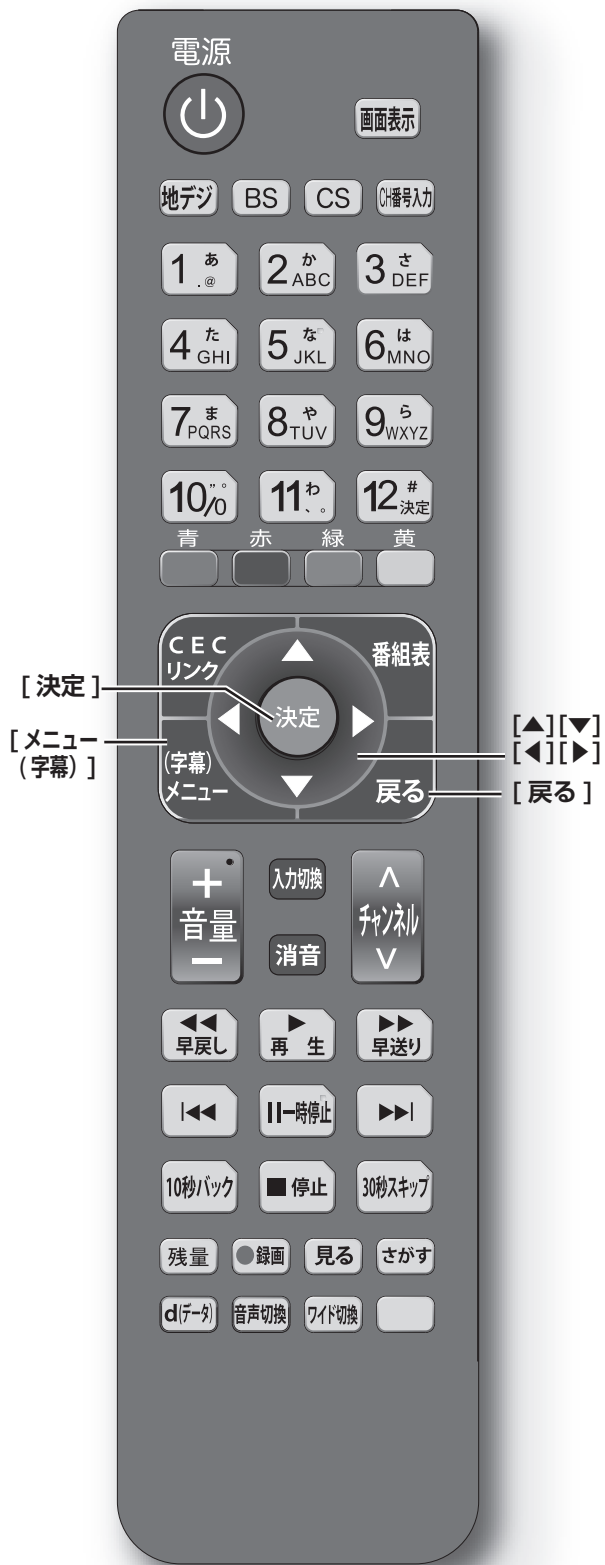 電源
画面表示
地デジ BS CS CH番号入力
1 あ .@ 2 か ABC 3 さ DEF
4 た GHI 5 な JKL 6 は MNO
7 ま PQRS 8 や TUV 9 ら WXYZ
10/0 ゛゜ 11 わ 、。 12 # 決定
青 赤 緑 黄
CEC
リンク
番組表
[ 決定 ]
決定
[ メニュー
(字幕) ]
[▲][▼]
[◀][▶]
(字幕)
メニュー
戻る
[ 戻る ]
+
音量
−
入力切換
消音
∧
チャンネル
∨
◀◀ ▶ ▶▶
早戻し 再 生 早送り
I◀◀ II一時停止 ▶▶I
10秒バック ■停止 30秒スキップ
残量 ●録画 見る さがす
d(データ) 音声切換 ワイド切換